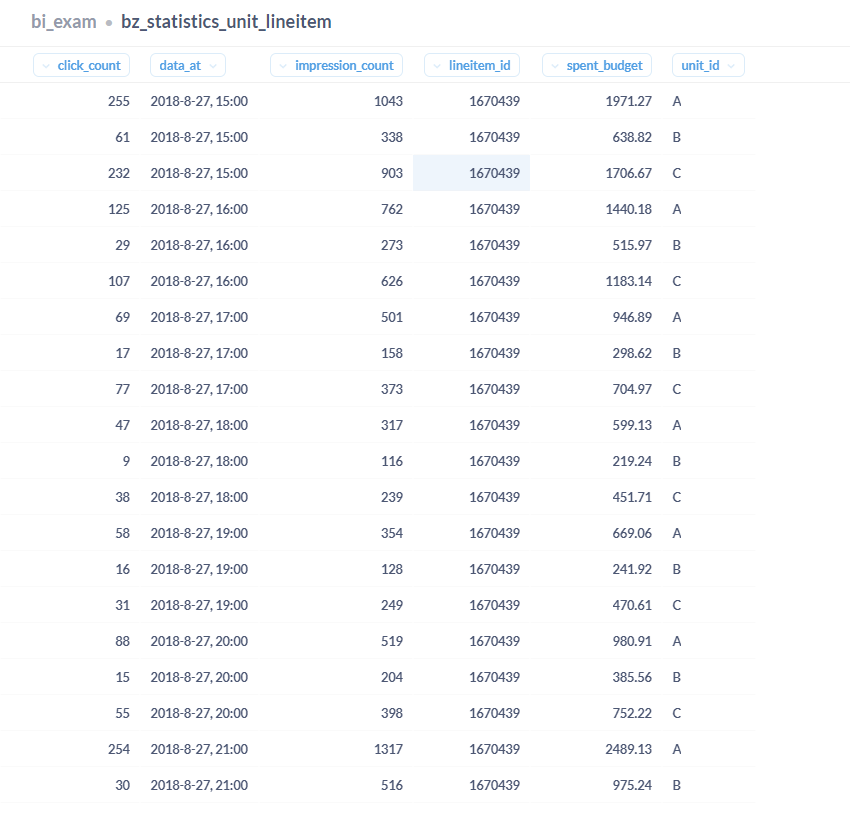 bi_exam • bz_statistics_unit_lineitem
click_count data_at impression_count lineitem_id spent_budget unit_id
255 2018-8-27, 15:00 1043 1670439 1971.27 A
61 2018-8-27, 15:00 338 1670439 638.82 B
232 2018-8-27, 15:00 903 1670439 1706.67 C
125 2018-8-27, 16:00 762 1670439 1440.18 A
29 2018-8-27, 16:00 273 1670439 515.97 B
107 2018-8-27, 16:00 626 1670439 1183.14 C
69 2018-8-27, 17:00 501 1670439 946.89 A
17 2018-8-27, 17:00 158 1670439 298.62 B
77 2018-8-27, 17:00 373 1670439 704.97 C
47 2018-8-27, 18:00 317 1670439 599.13 A
9 2018-8-27, 18:00 116 1670439 219.24 B
38 2018-8-27, 18:00 239 1670439 451.71 C
58 2018-8-27, 19:00 354 1670439 669.06 A
16 2018-8-27, 19:00 128 1670439 241.92 B
31 2018-8-27, 19:00 249 1670439 470.61 C
88 2018-8-27, 20:00 519 1670439 980.91 A
15 2018-8-27, 20:00 204 1670439 385.56 B
55 2018-8-27, 20:00 398 1670439 752.22 C
254 2018-8-27, 21:00 1317 1670439 2489.13 A
30 2018-8-27, 21:00 516 1670439 975.24 B